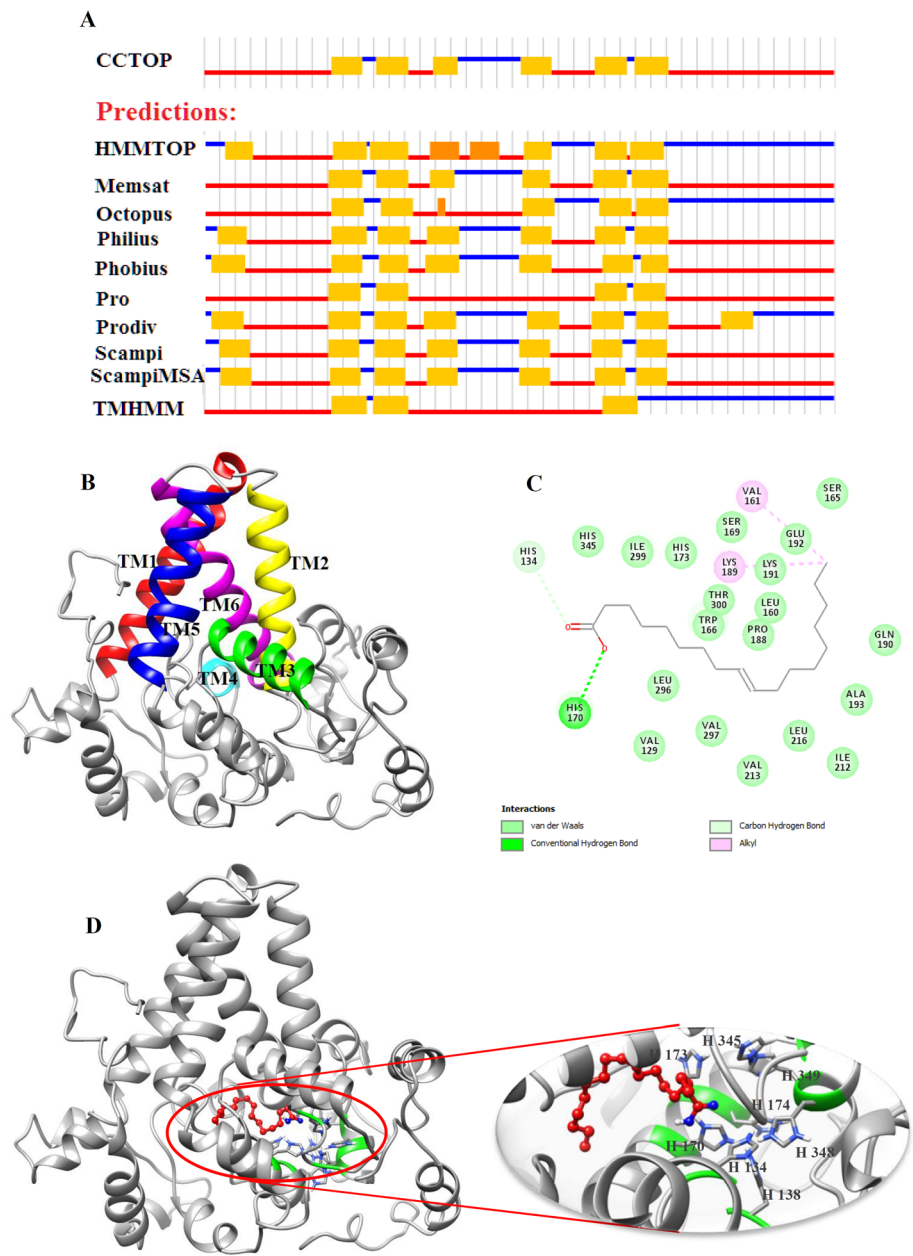 A
CCTOP
Predictions:
HMMTOP
Memsat
Octopus
Philius
Phobius
Pro
Prodiv
Scampi
ScampiMSA
TMHMM
B
TM1
TM2
TM6
TM5
TM3
TM4
C
VAL
161
SER
165
SER
169
GLU
192
HIS
345
HIS
134
ILE
299
HIS
173
LYS
189
LYS
191
THR
300
LEU
160
TRP
166
PRO
188
GLN
190
O
O
LEU
296
ALA
193
HIS
170
VAL
297
LEU
216
VAL
129
ILE
212
VAL
213
Interactions
van der Waals
Conventional Hydrogen Bond
Carbon Hydrogen Bond
Alkyl
D
H 345
H 173
H 349
H 174
H 170
H 348
H 134
H 138